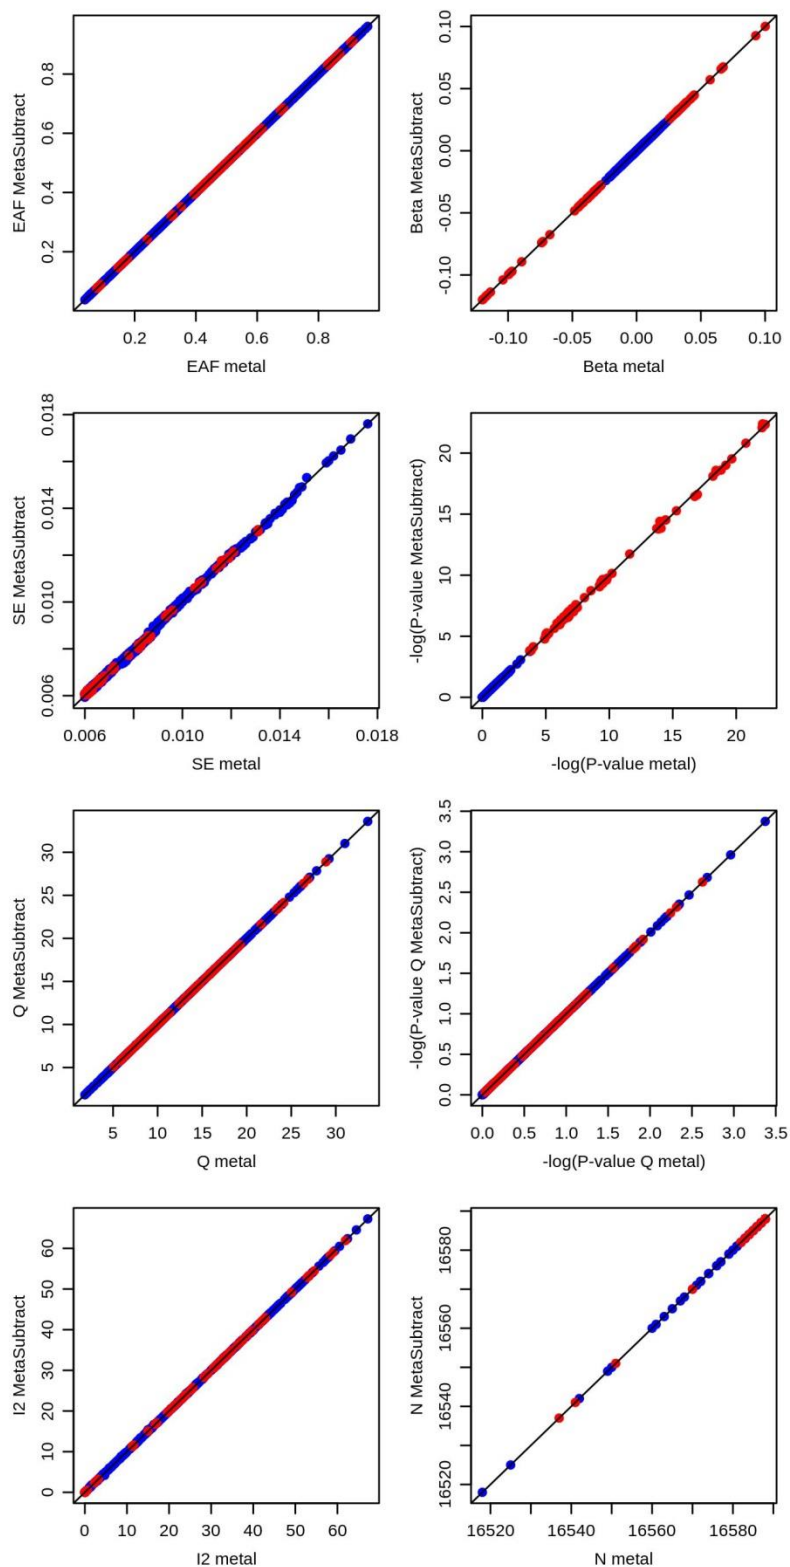 EAF MetaSubtract
0.2 0.4 0.6 0.8
0.2 0.4 0.6 0.8
EAF metal
Beta MetaSubtract
-0.10 -0.05 0.00 0.05 0.10
-0.10 -0.05 0.00 0.05 0.10
Beta metal
SE MetaSubtract
0.006 0.010 0.014 0.018
0.006 0.010 0.014 0.018
SE metal
-log(P-value MetaSubtract)
0 5 10 15 20
0 5 10 15 20
-log(P-value metal)
Q MetaSubtract
5 10 15 20 25 30
5 10 15 20 25 30
Q metal
-log(P-value Q MetaSubtract)
0.0 0.5 1.0 1.5 2.0 2.5 3.0 3.5
0.0 0.5 1.0 1.5 2.0 2.5 3.0 3.5
-log(P-value Q metal)
I2 MetaSubtract
0 10 20 30 40 50 60
0 10 20 30 40 50 60
I2 metal
N MetaSubtract
16520 16540 16560 16580
16520 16540 16560 16580
N metal